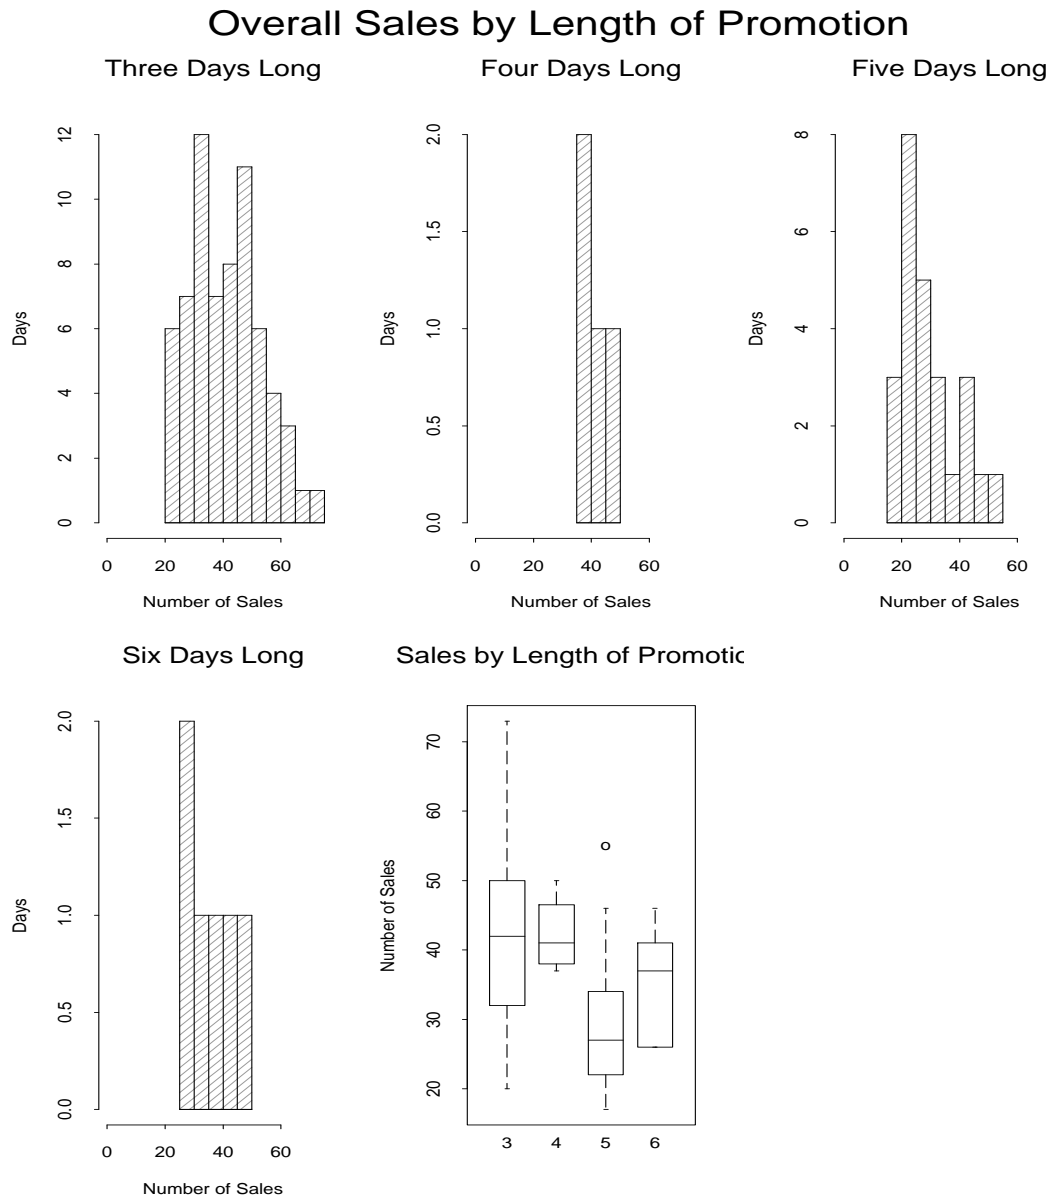 Overall Sales by Length of Promotion
Three Days Long
Days
0 2 4 6 8 10 12
0 20 40 60
Number of Sales
Four Days Long
Days
0.0 0.5 1.0 1.5 2.0
0 20 40 60
Number of Sales
Five Days Long
Days
0 2 4 6 8
0 20 40 60
Number of Sales
Six Days Long
Days
0.0 0.5 1.0 1.5 2.0
0 20 40 60
Number of Sales
Sales by Length of Promotic
Number of Sales
20 30 40 50 60 70
3 4 5 6